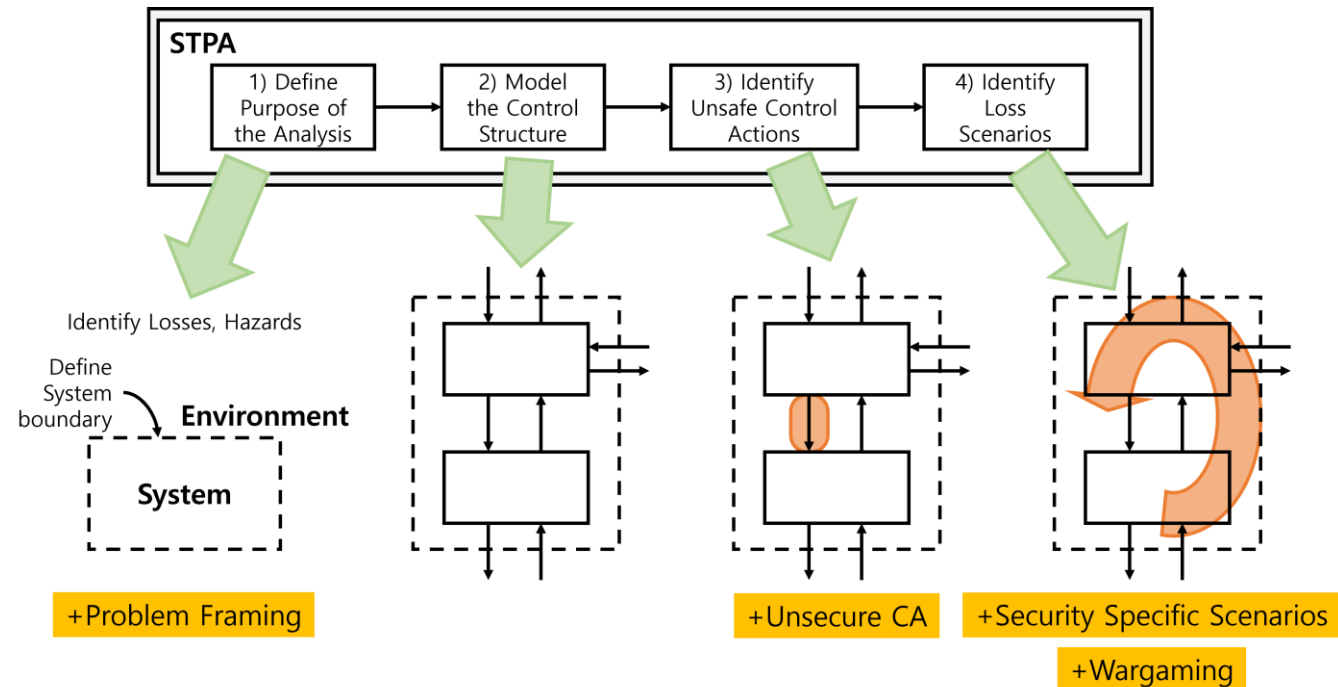 STPA
1) Define
Purpose of
the Analysis
2) Model
the Control
Structure
3) Identify
Unsafe Control
Actions
4) Identify
Loss
Scenarios
Identify Losses, Hazards
Define
System
boundary
Environment
System
+Problem Framing
+Unsecure CA
+Security Specific Scenarios
+Wargaming